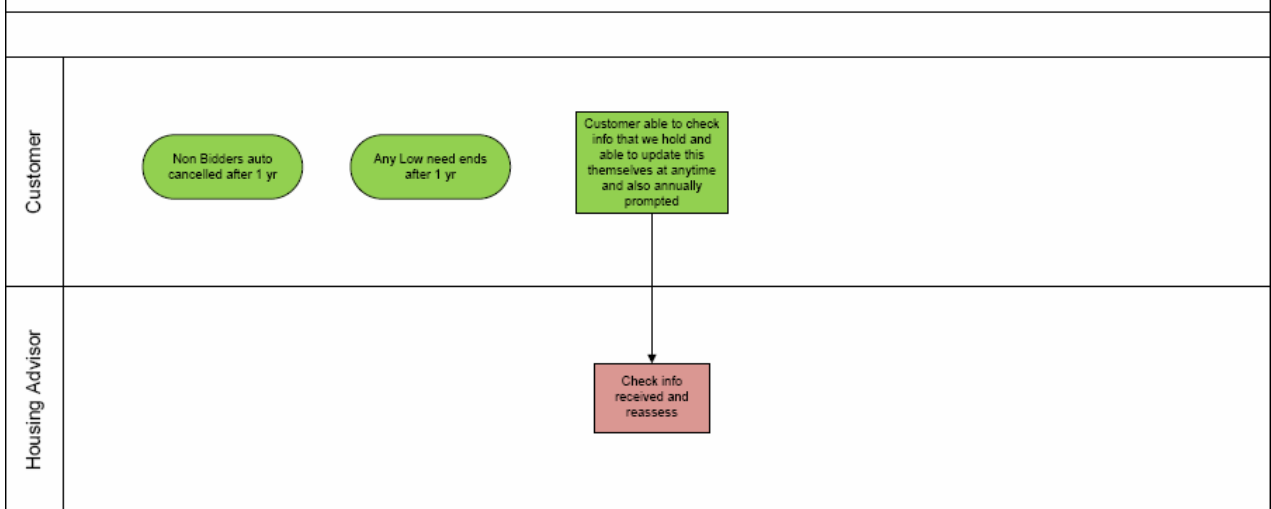 Customer
Non Bidders auto
cancelled after 1 yr
Any Low need ends
after 1 yr
Customer able to check
info that we hold and
able to update this
themselves at anytime
and also annually
prompted
Housing Advisor
Check info
received and
reassess